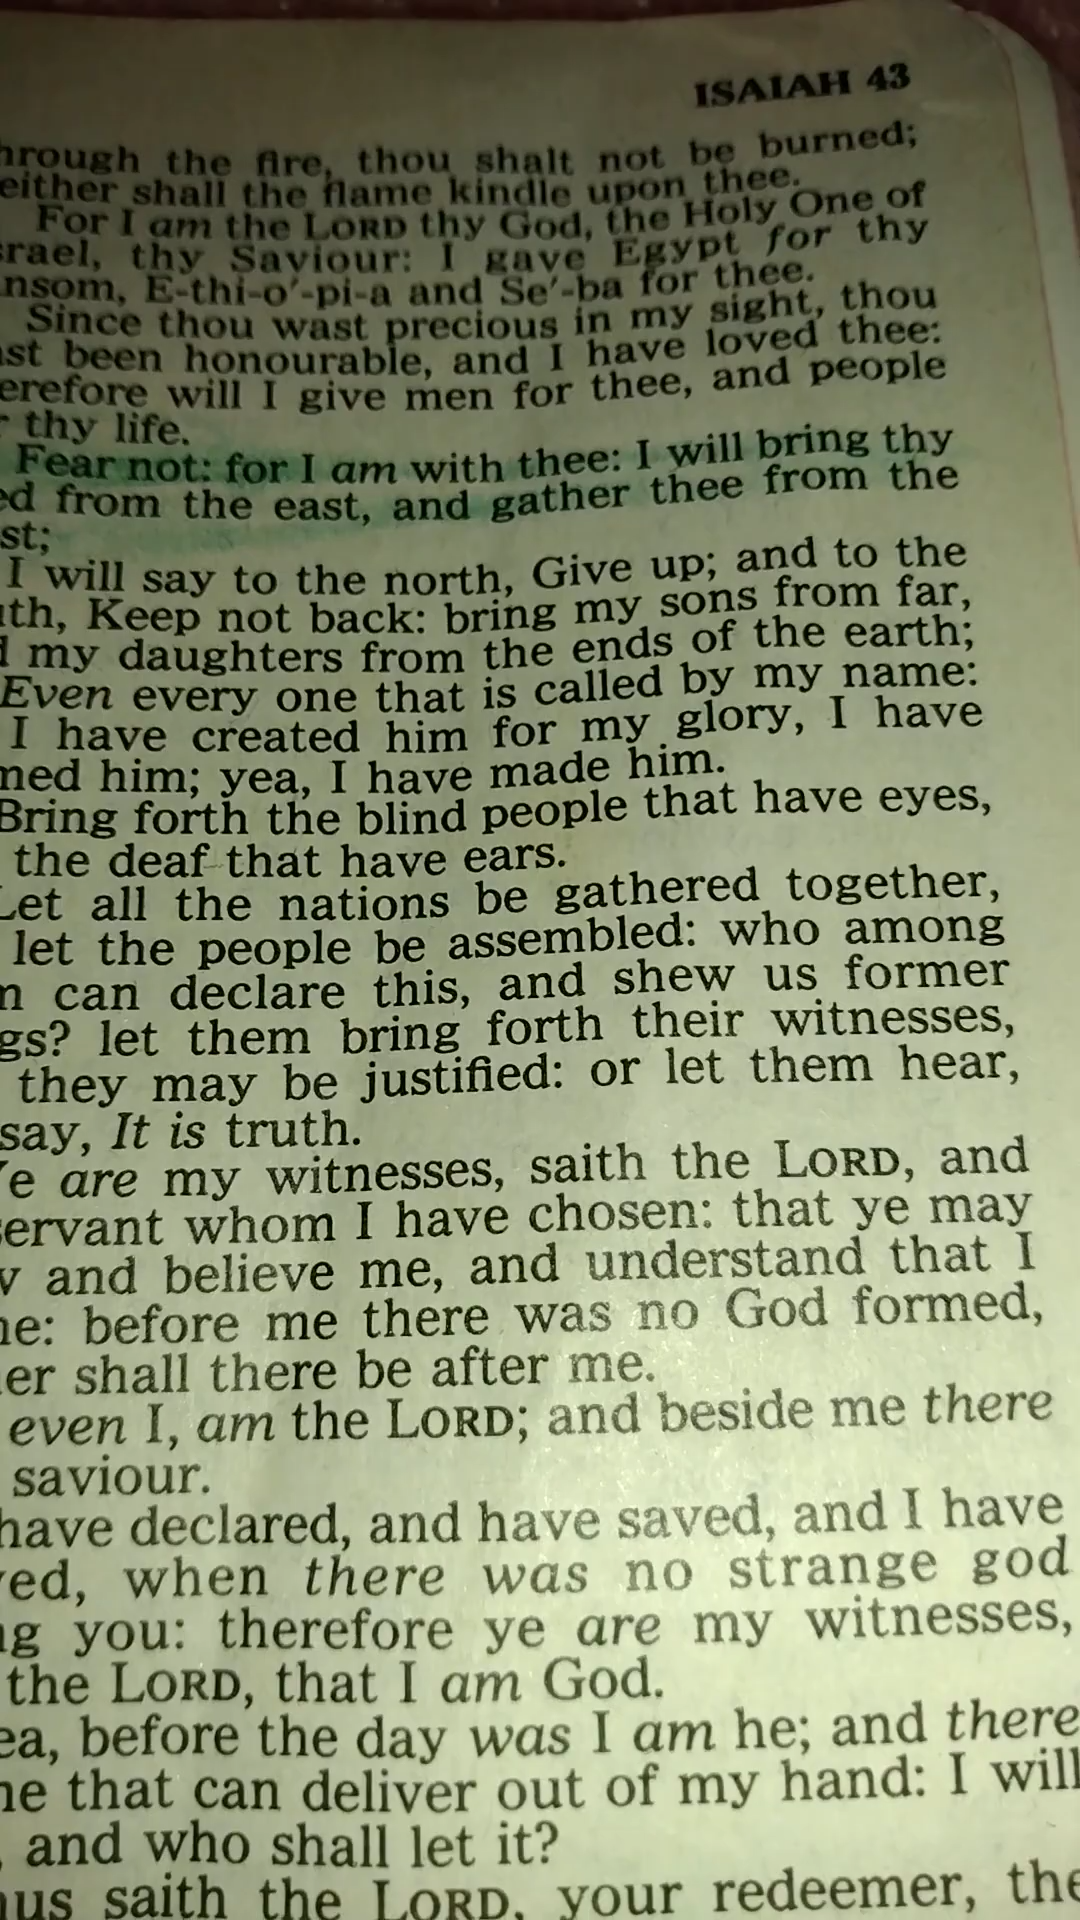 ISAIAH 43
hrough the fire, thou shalt not be burned;
either shall the flame kindle upon thee.
For I am the LORD thy God, the Holy One of
srael, thy Saviour: I gave Egypt for thy
nsom, E-thi-o′-pi-a and Se′-ba for thee.
Since thou wast precious in my sight, thou
ast been honourable, and I have loved thee:
erefore will I give men for thee, and people
r thy life.
Fear not: for I am with thee: I will bring thy
ed from the east, and gather thee from the
st;
I will say to the north, Give up; and to the
uth, Keep not back: bring my sons from far,
d my daughters from the ends of the earth;
Even every one that is called by my name:
I have created him for my glory, I have
med him; yea, I have made him.
Bring forth the blind people that have eyes,
the deaf that have ears.
Let all the nations be gathered together,
let the people be assembled: who among
m can declare this, and shew us former
gs? let them bring forth their witnesses,
they may be justified: or let them hear,
say, It is truth.
Ye are my witnesses, saith the LORD, and
servant whom I have chosen: that ye may
w and believe me, and understand that I
he: before me there was no God formed,
er shall there be after me.
even I, am the LORD; and beside me there
saviour.
have declared, and have saved, and I have
ved, when there was no strange god
ng you: therefore ye are my witnesses,
the LORD, that I am God.
ea, before the day was I am he; and there
ne that can deliver out of my hand: I will
, and who shall let it?
hus saith the LORD, your redeemer, the